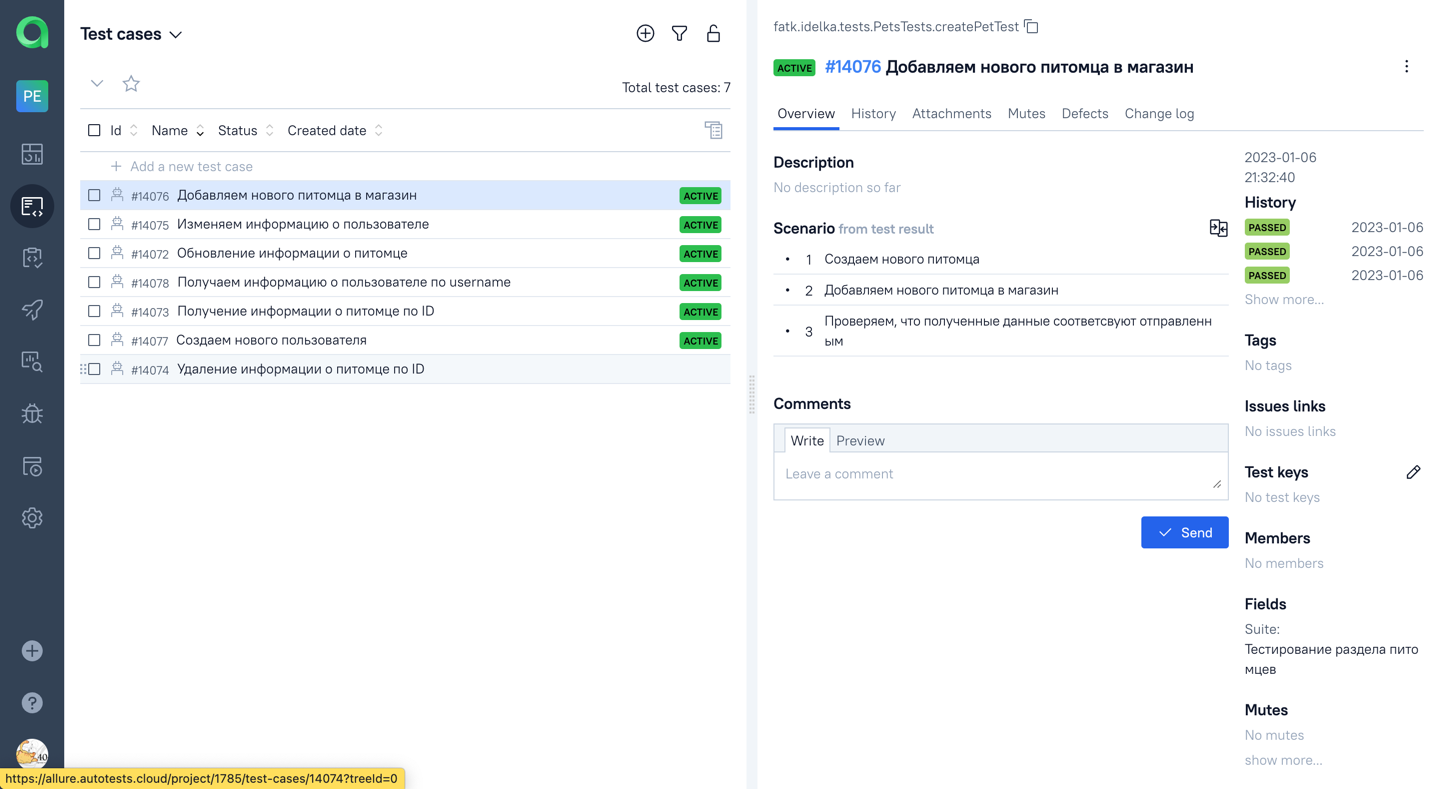 PE
Test cases
Total test cases: 7
Id Name Status Created date
Add a new test case
#14076 Добавляем нового питомца в магазин ACTIVE
#14075 Изменяем информацию о пользователе ACTIVE
#14072 Обновление информации о питомце ACTIVE
#14078 Получаем информацию о пользователе по username ACTIVE
#14073 Получение информации о питомце по ID ACTIVE
#14077 Создаем нового пользователя ACTIVE
#14074 Удаление информации о питомце по ID
https://allure.autotests.cloud/project/1785/test-cases/14074?treeId=0
fatk.idelka.tests.PetsTests.createPetTest
ACTIVE #14076 Добавляем нового питомца в магазин
Overview History Attachments Mutes Defects Change log
Description
No description so far
Scenario from test result
• 1 Создаем нового питомца
• 2 Добавляем нового питомца в магазин
• 3 Проверяем, что полученные данные соответсвуют отправленн
ым
Comments
Write Preview
Leave a comment
Send
2023-01-06
21:32:40
History
PASSED 2023-01-06
PASSED 2023-01-06
PASSED 2023-01-06
Show more...
Tags
No tags
Issues links
No issues links
Test keys
No test keys
Members
No members
Fields
Suite:
Тестирование раздела пито
мцев
Mutes
No mutes
show more...